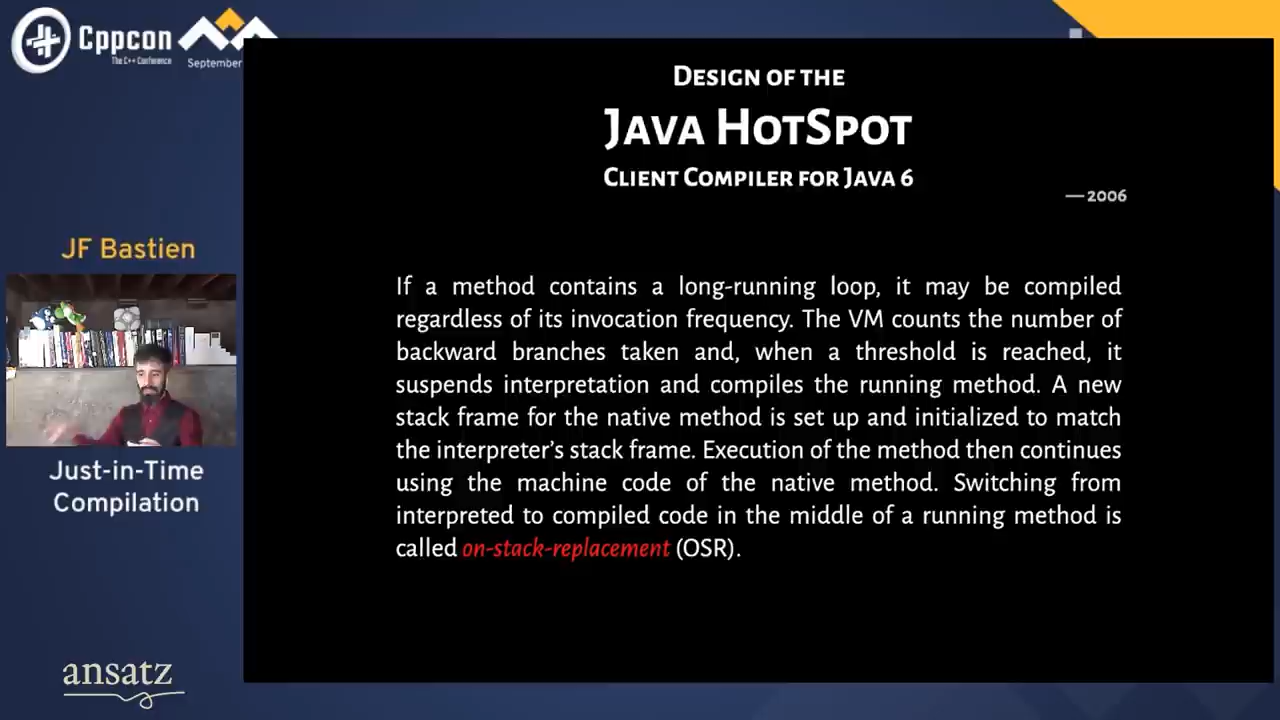 Cppcon
The C++ Conference
September
JF Bastien
Just-in-Time
Compilation
ansatz
DESIGN OF THE
JAVA HOTSPOT
CLIENT COMPILER FOR JAVA 6
—2006
If a method contains a long-running loop, it may be compiled
regardless of its invocation frequency. The VM counts the number of
backward branches taken and, when a threshold is reached, it
suspends interpretation and compiles the running method. A new
stack frame for the native method is set up and initialized to match
the interpreter's stack frame. Execution of the method then continues
using the machine code of the native method. Switching from
interpreted to compiled code in the middle of a running method is
called on-stack-replacement (OSR).